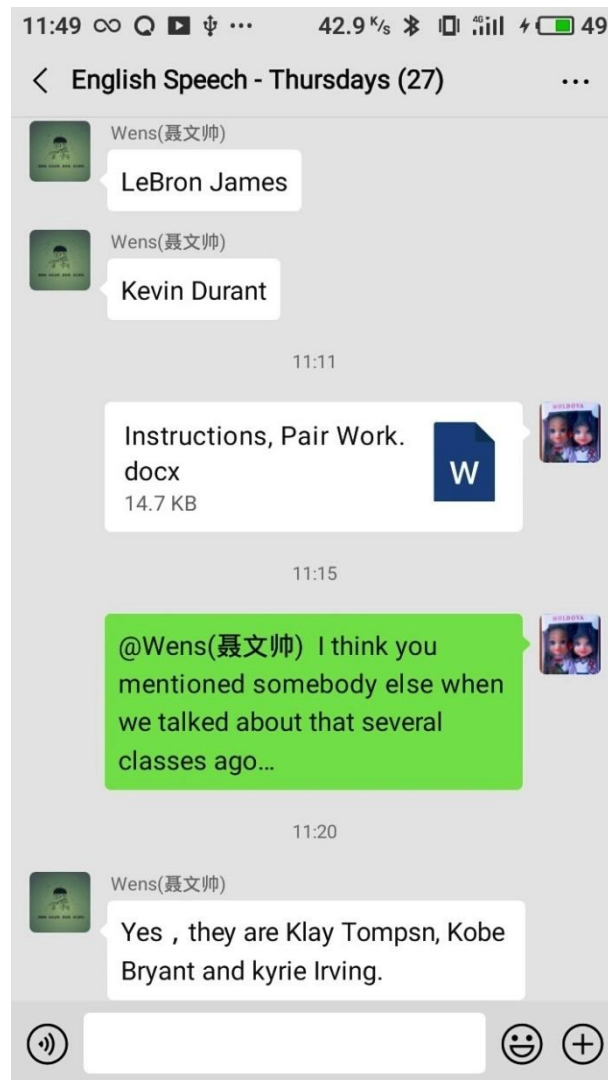 11:49 42.9 K/s 4G 49
English Speech - Thursdays (27)
Wens(聂文帅)
LeBron James
Wens(聂文帅)
Kevin Durant
11:11
Instructions, Pair Work.
docx
W
14.7 KB
MOLDOVA
11:15
@Wens(聂文帅) I think you
mentioned somebody else when
we talked about that several
classes ago...
MOLDOVA
11:20
Wens(聂文帅)
Yes , they are Klay Tompsn, Kobe
Bryant and kyrie Irving.